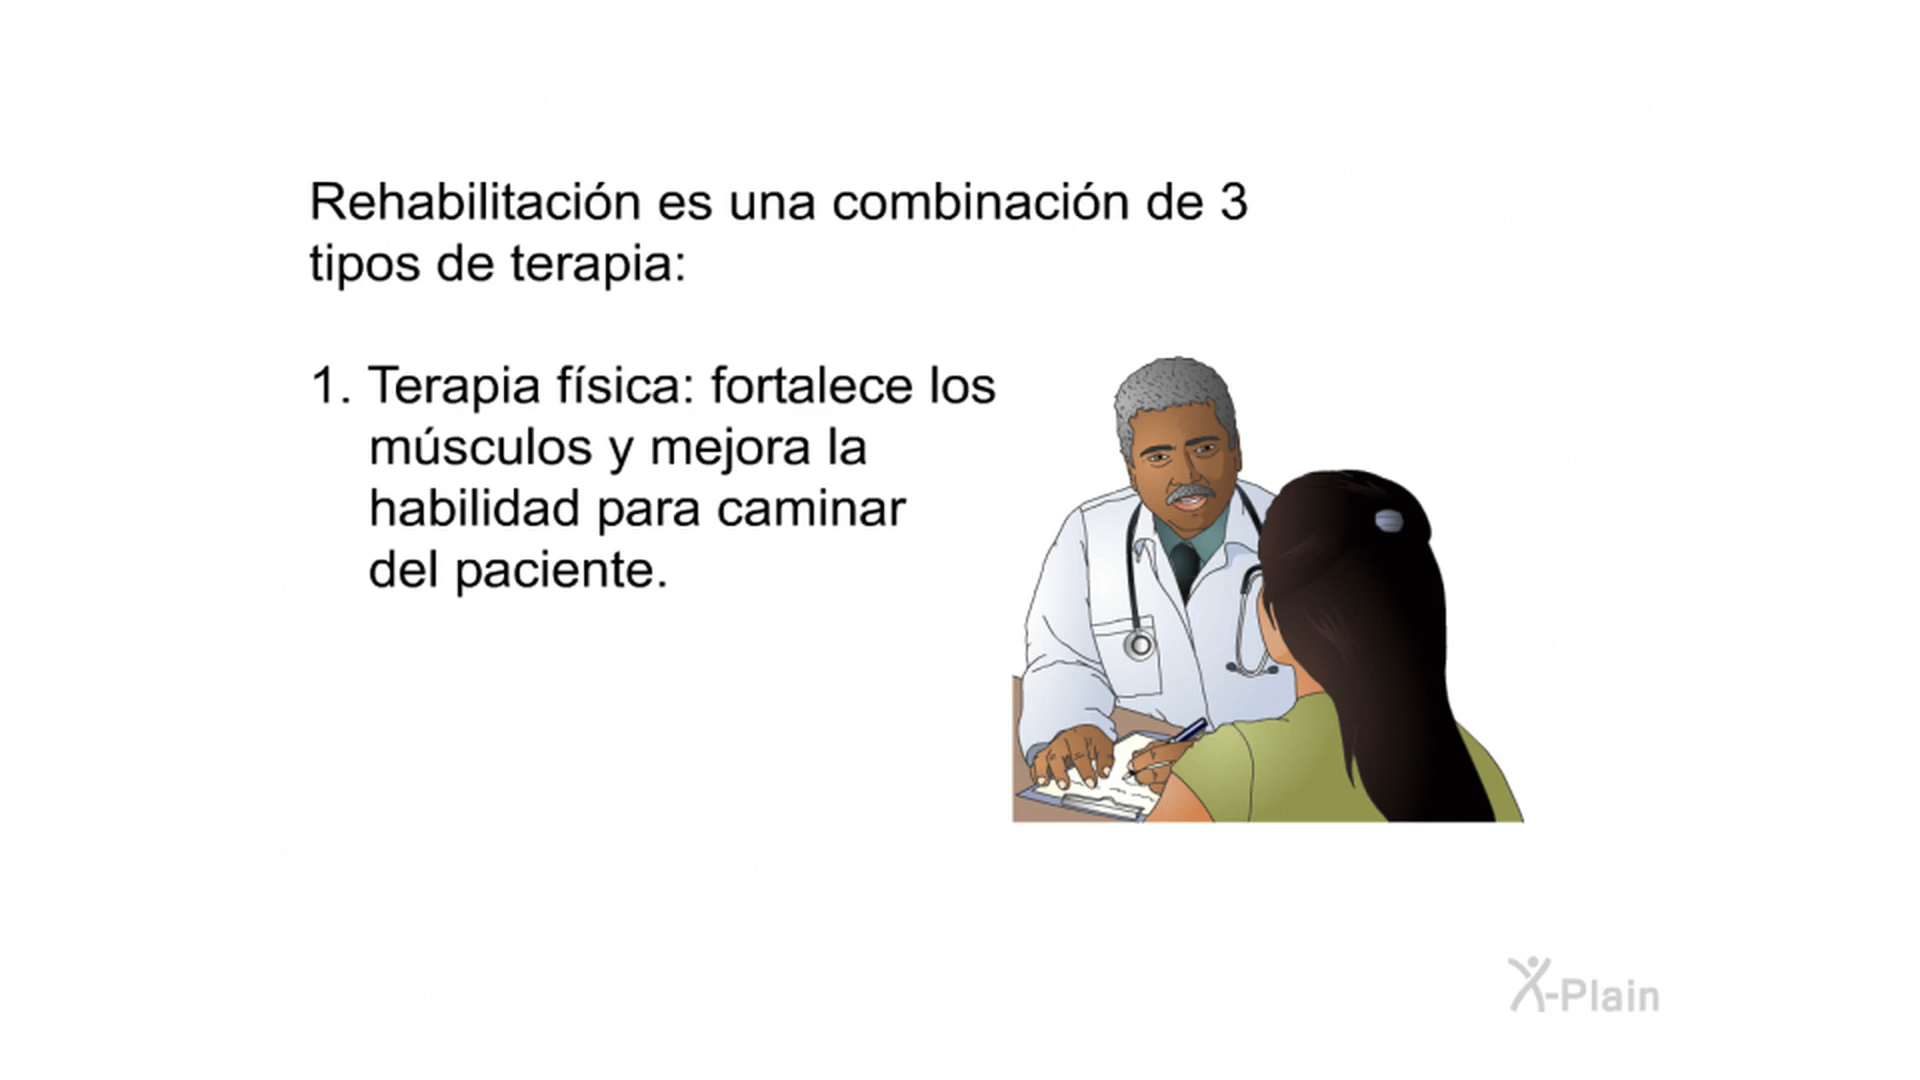 Rehabilitación es una combinación de 3
tipos de terapia:
1. Terapia física: fortalece los
músculos y mejora la
habilidad para caminar
del paciente.
X-Plain